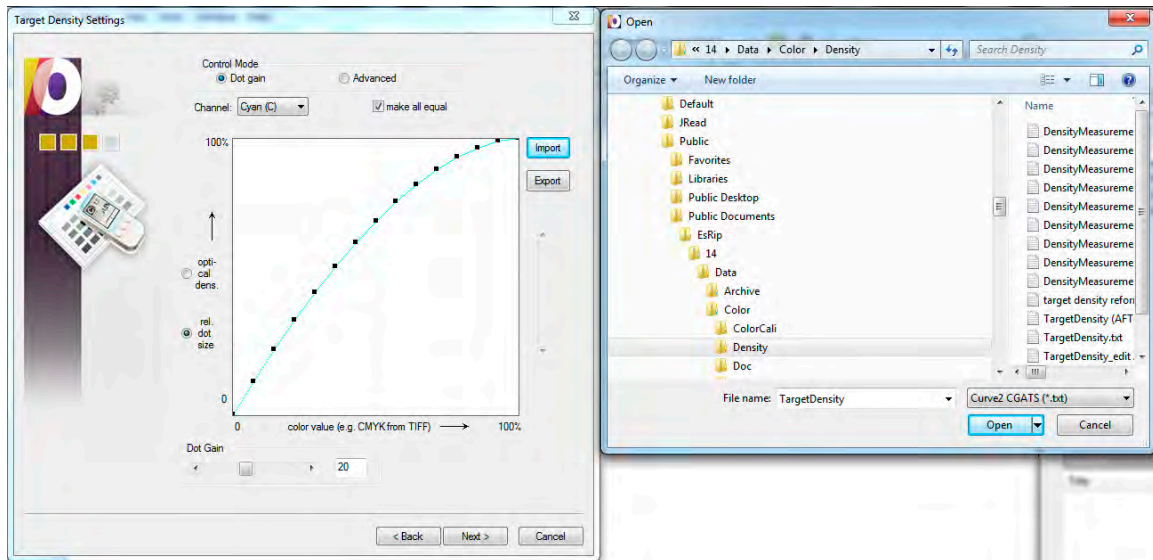 Target Density Settings
Control Mode
Dot gain
Advanced
Channel: Cyan (C)
make all equal
100%
Import
Export
opti-
cal
dens.
rel.
dot
size
0
0
color value (e.g. CMYK from TIFF)
100%
Dot Gain
20
< Back
Next >
Cancel
Open
« 14 ▸ Data ▸ Color ▸ Density
Search Density
Organize
New folder
Default
JRead
Public
Favorites
Libraries
Public Desktop
Public Documents
EsRip
14
Data
Archive
Color
ColorCali
Density
Doc
Name
DensityMeasureme
DensityMeasureme
DensityMeasureme
DensityMeasureme
DensityMeasureme
DensityMeasureme
DensityMeasureme
DensityMeasureme
DensityMeasureme
target density refor
TargetDensity (AFT
TargetDensity.txt
TargetDensity_edit
File name: TargetDensity
Curve2 CGATS (*.txt)
Open
Cancel